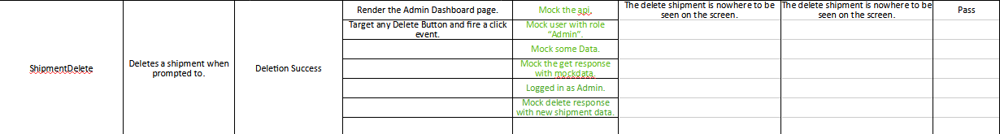 ShipmentDelete
Deletes a shipment when
prompted to.
Deletion Success
Render the Admin Dashboard page.
Target any Delete Button and fire a click
event.
Mock the api.
Mock user with role
“Admin”.
Mock some Data.
Mock the get response
with mockdata.
Logged in as Admin.
Mock delete response
with new shipment data.
The delete shipment is nowhere to be
seen on the screen.
The delete shipment is nowhere to be
seen on the screen.
Pass